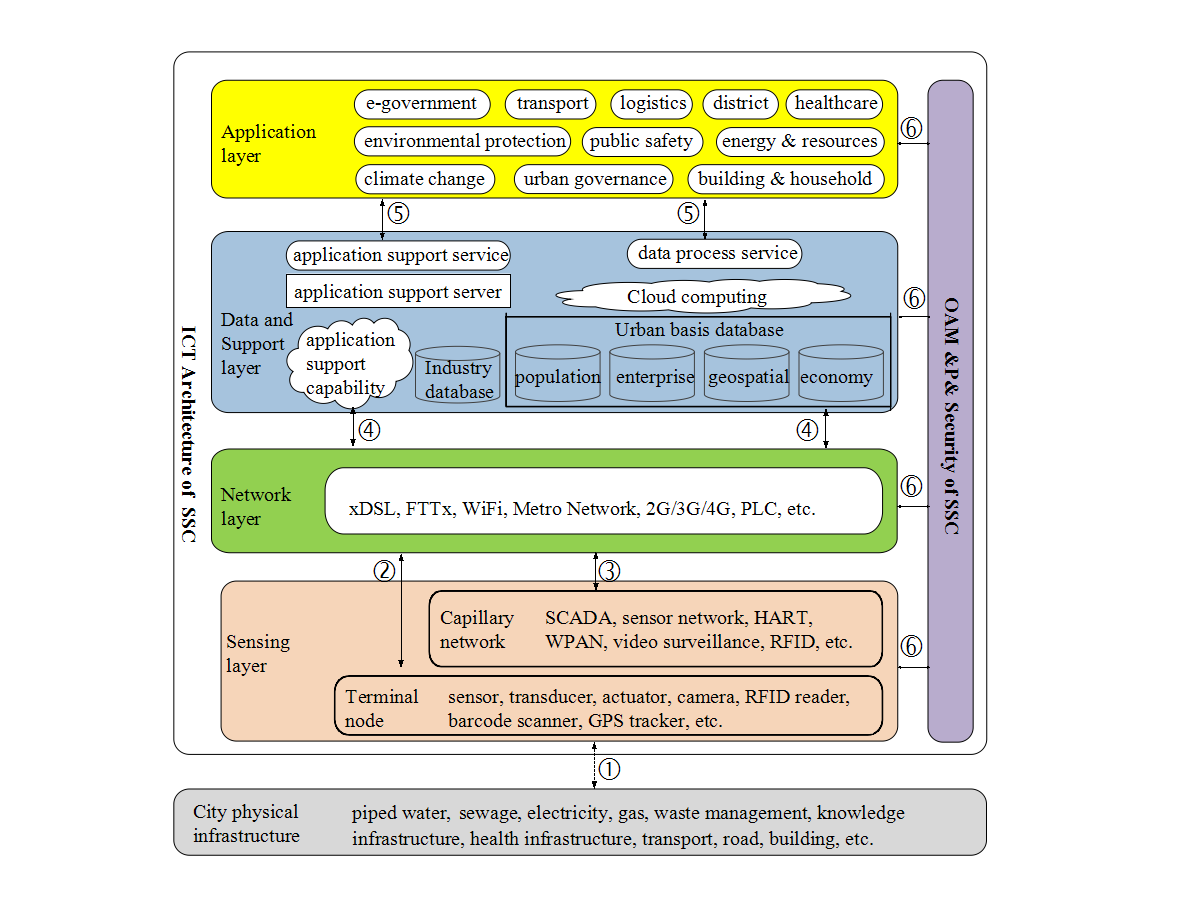 e-government
transport
logistics
district
healthcare
Application
layer
environmental protection
public safety
energy & resources
climate change
urban governance
building & household
⑥
⑤
⑤
application support service
data process service
application support server
Cloud computing
⑥
Data and
Support
layer
application
support
capability
Industry
database
Urban basis database
population
enterprise
geospatial
economy
④
④
Network
layer
xDSL, FTTx, WiFi, Metro Network, 2G/3G/4G, PLC, etc.
⑥
②
③
Sensing
layer
Capillary
network
SCADA, sensor network, HART,
WPAN, video surveillance, RFID, etc.
⑥
Terminal
node
sensor, transducer, actuator, camera, RFID reader,
barcode scanner, GPS tracker, etc.
ICT Architecture of SSC
OAM &P& Security of SSC
①
City physical
infrastructure
piped water, sewage, electricity, gas, waste management, knowledge
infrastructure, health infrastructure, transport, road, building, etc.